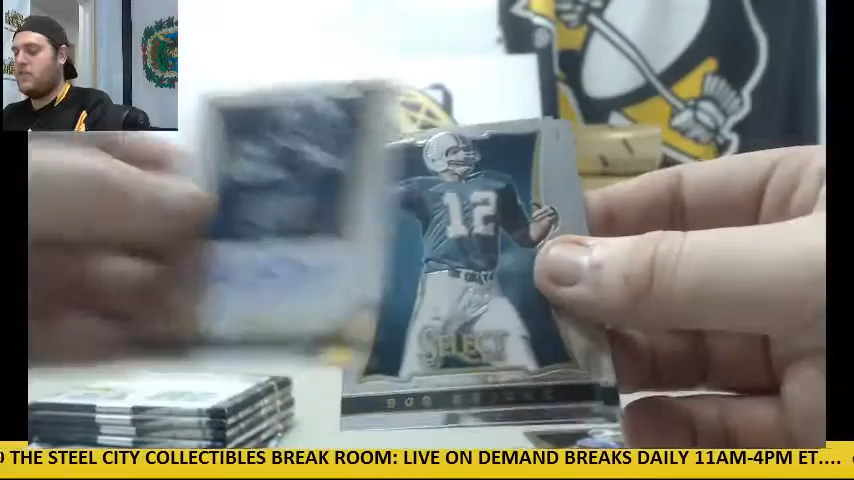 12
SELECT
BOB GRIESE
THE STEEL CITY COLLECTIBLES BREAK ROOM: LIVE ON DEMAND BREAKS DAILY 11AM-4PM ET....